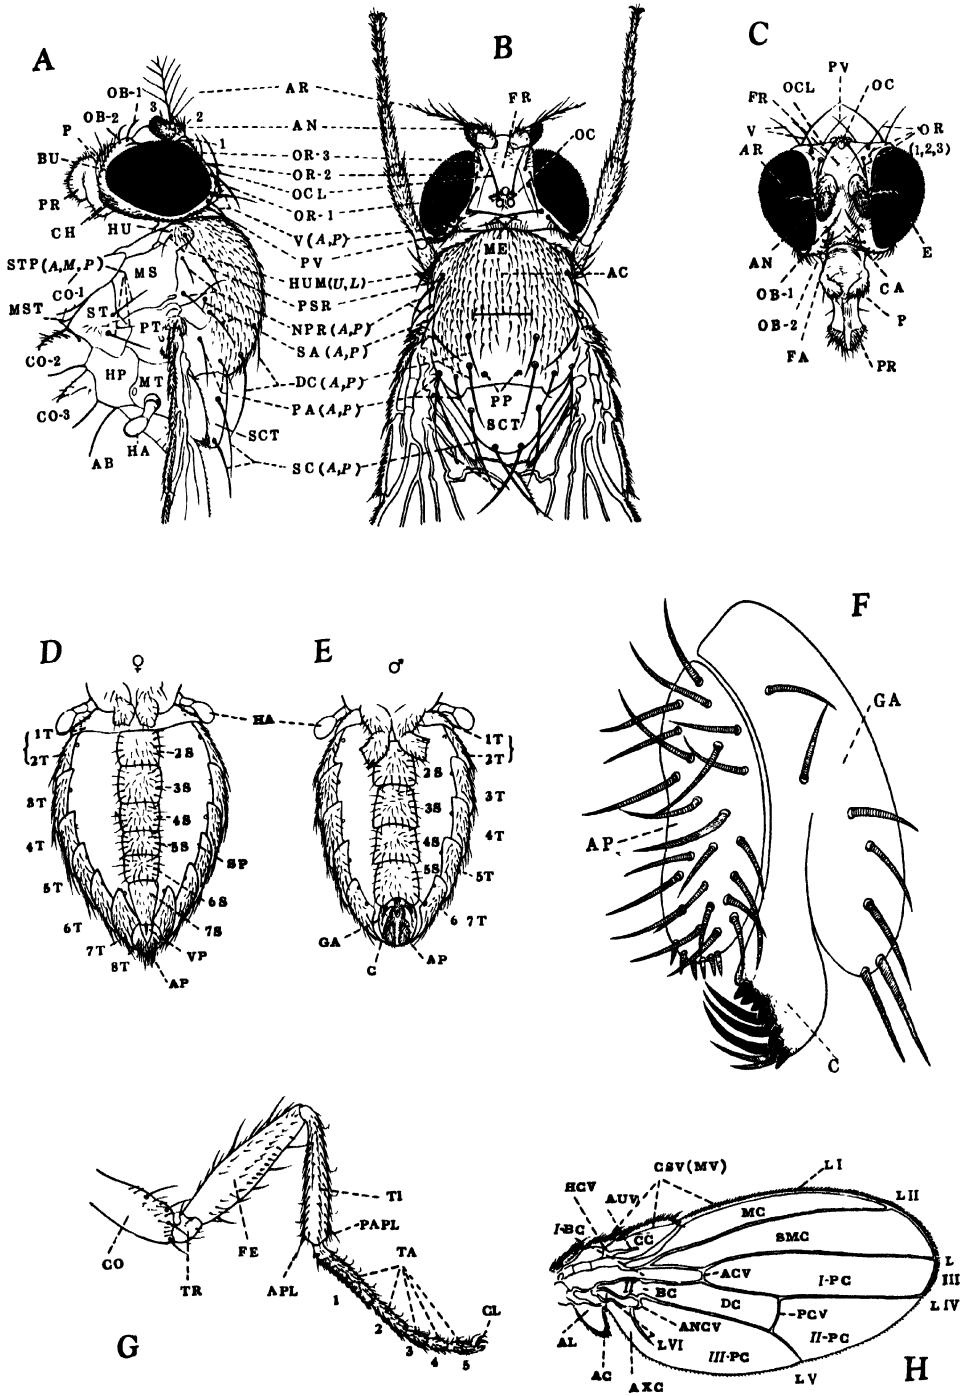 A
B
C
OB-1
OB-2
3
2
1
P
BU
PR
CH
HU
STP (A, M, P)
MS
CO-1
MST
ST
PT
CO-2
HP
MT
CO-3
AB
HA
SCT
AR
AN
OR-3
OR-2
OCL
OR-1
V (A, P)
PV
HUM (U, L)
PSR
NPR (A, P)
SA (A, P)
DC (A, P)
PA (A, P)
SC (A, P)
FR
OC
ME
AC
PP
SCT
PV
OCL
OC
FR
V
OR
(1, 2, 3)
AR
AN
E
OB-1
CA
OB-2
P
FA
PR
D
♀
E
♂
F
HA
1T
2T
3T
4T
5T
6T
7T
8T
2S
3S
4S
5S
SP
6S
7S
VP
AP
1T
2T
2S
3S
3T
4S
4T
5S
5T
6 7T
GA
C
AP
GA
AP
C
CO
TR
FE
TI
PAPL
APL
TA
CL
1
2
3
4
5
G
CSV (MV)
L I
HCV
AUV
L II
I-BC
CC
MC
SMC
L
III
ACV
I-PC
II
BC
DC
PCV
L IV
AL
ANCV
II-PC
LVI
III-PC
AC
AXC
L V
H